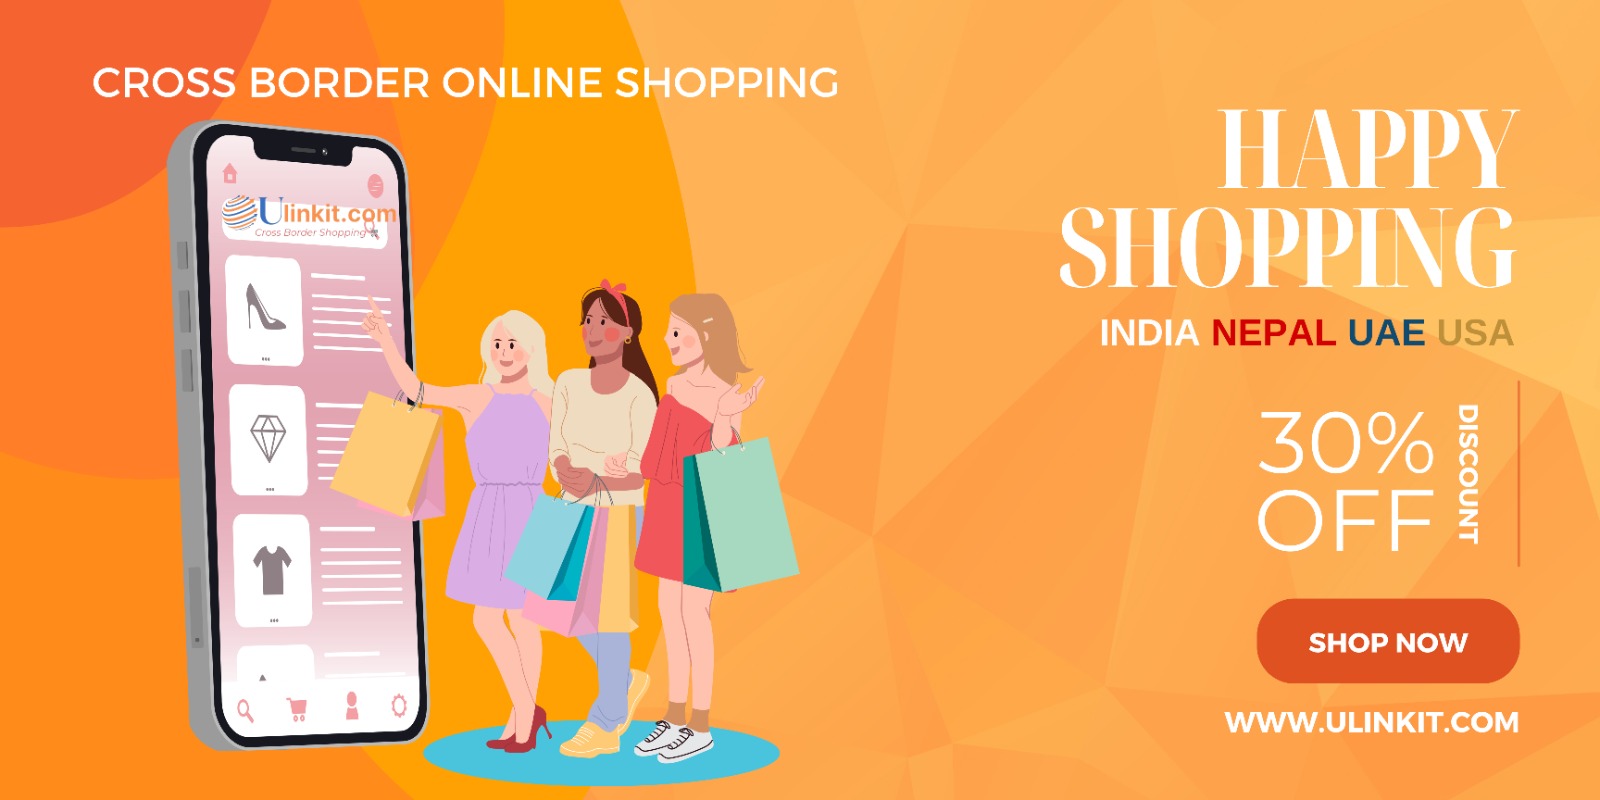 CROSS BORDER ONLINE SHOPPING
Ulinkit.com
Cross Border Shopping
HAPPY
SHOPPING
INDIA NEPAL UAE USA
30%
OFF
DISCOUNT
SHOP NOW
WWW.ULINKIT.COM